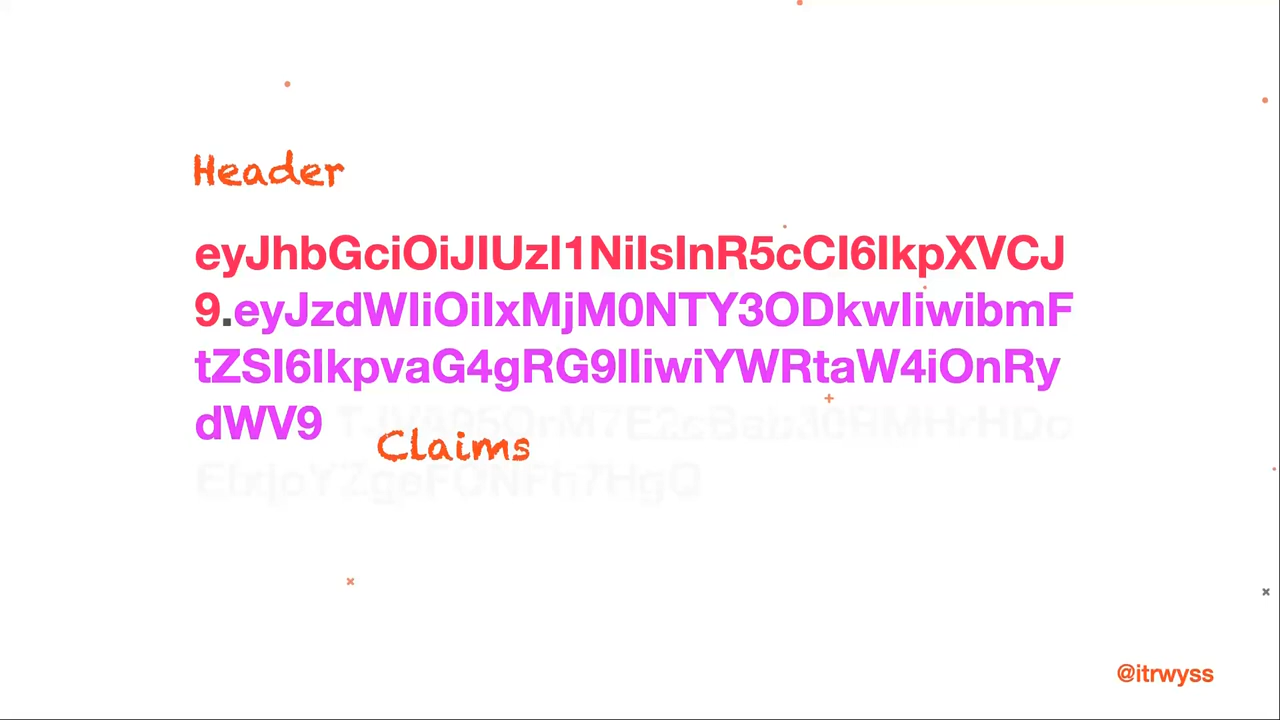 Header
eyJhbGciOiJIUzI1NiIsInR5cCI6IkpXVCJ
9.eyJzdWIiOiIxMjM0NTY3ODkwIiwibmF
tZSI6IkpvaG4gRG9lIiwiYWRtaW4iOnRy
dWV9
Claims
@itrwyss